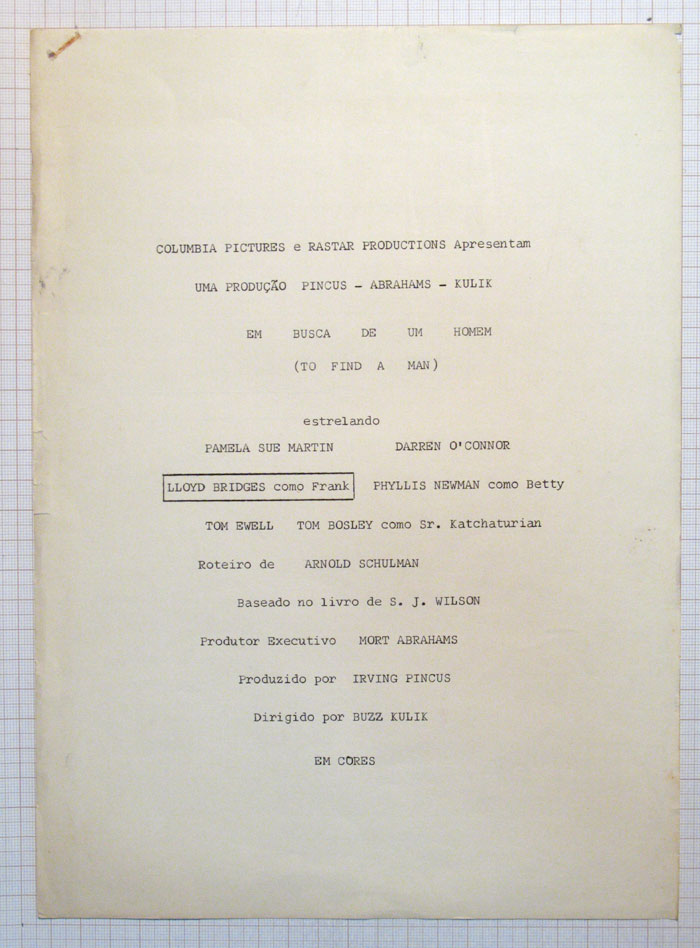 COLUMBIA PICTURES e RASTAR PRODUCTIONS Apresentam
UMA PRODUÇÃO PINCUS - ABRAHAMS - KULIK
EM BUSCA DE UM HOMEM
(TO FIND A MAN)
estrelando
PAMELA SUE MARTIN DARREN O'CONNOR
LLOYD BRIDGES como Frank PHYLLIS NEWMAN como Betty
TOM EWELL TOM BOSLEY como Sr. Katchaturian
Roteiro de ARNOLD SCHULMAN
Baseado no livro de S. J. WILSON
Produtor Executivo MORT ABRAHAMS
Produzido por IRVING PINCUS
Dirigido por BUZZ KULIK
EM CÔRES